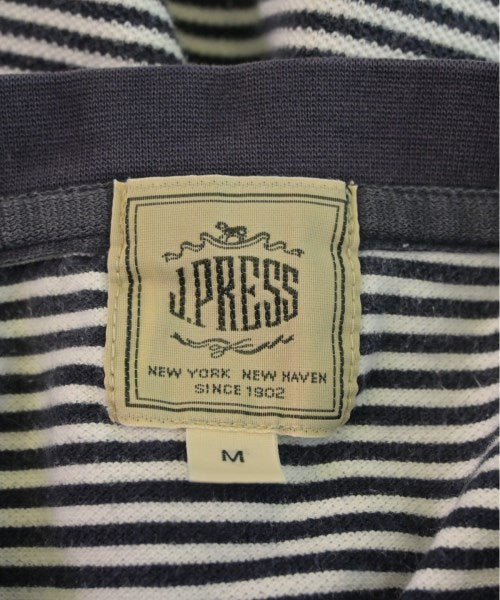 J.PRESS
NEW YORK NEW HAVEN
SINCE 1902
M